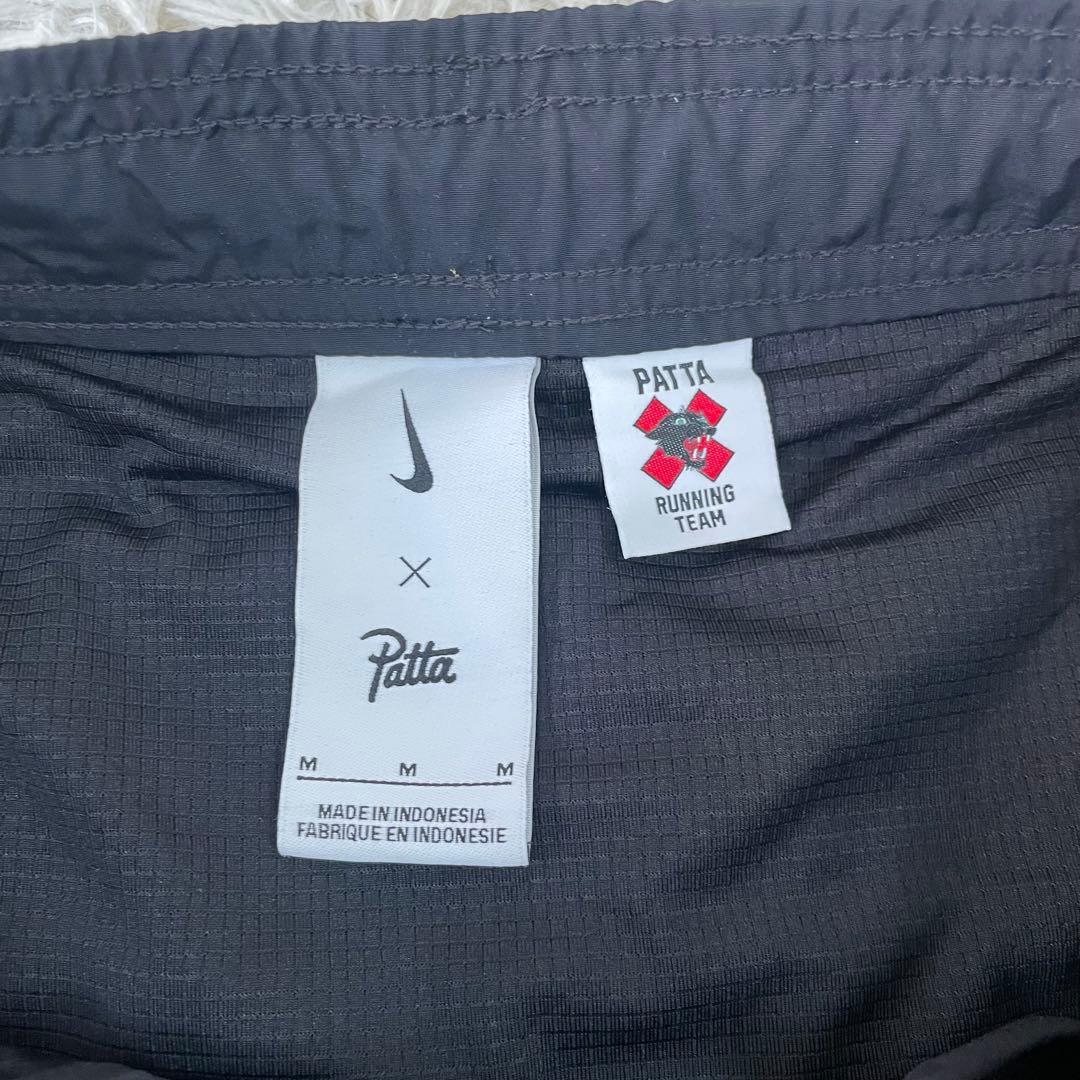 ×
Patta
M M M
MADE IN INDONESIA
FABRIQUE EN INDONESIE
PATTA
RUNNING
TEAM